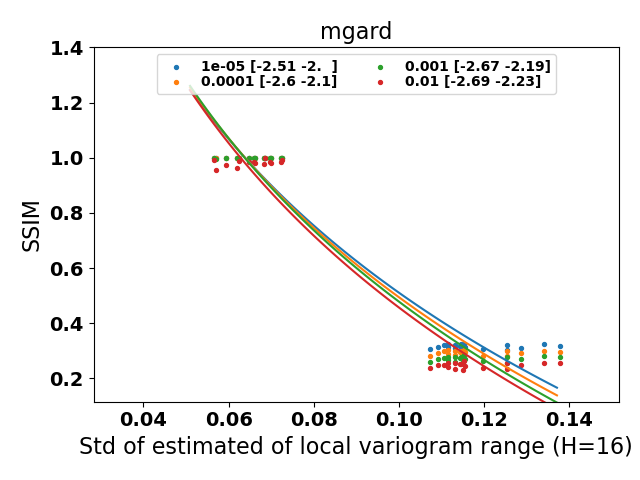 mgard
1e-05 [-2.51 -2.  ]
0.0001 [-2.6 -2.1]
0.001 [-2.67 -2.19]
0.01 [-2.69 -2.23]
SSIM
1.4
1.2
1.0
0.8
0.6
0.4
0.2
0.04 0.06 0.08 0.10 0.12 0.14
Std of estimated of local variogram range (H=16)